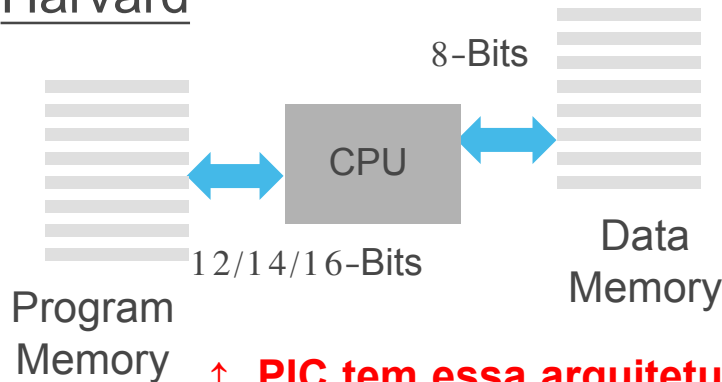 Harvard
8-Bits
CPU
12/14/16-Bits
Data
Memory
Program
Memory
↑ PIC tem essa